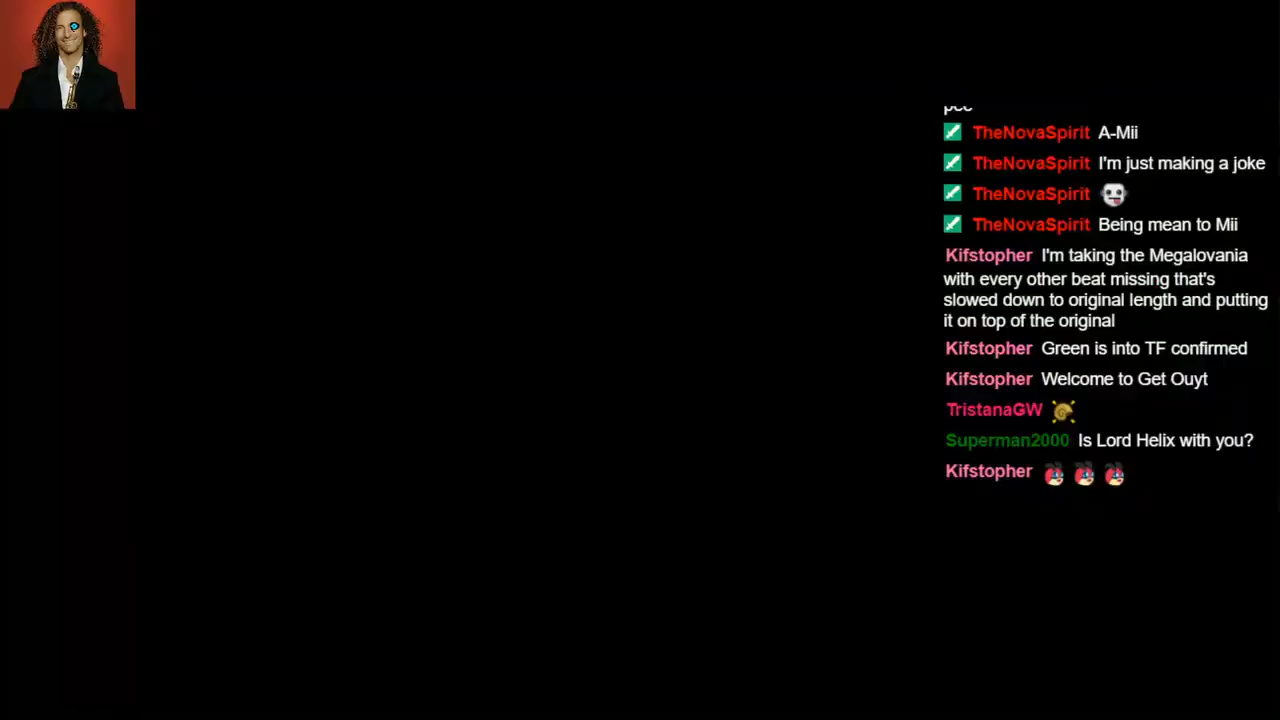 TheNovaSpirit A-Mii
TheNovaSpirit I'm just making a joke
TheNovaSpirit
TheNovaSpirit Being mean to Mii
Kifstopher I'm taking the Megalovania
with every other beat missing that's
slowed down to original length and putting
it on top of the original
Kifstopher Green is into TF confirmed
Kifstopher Welcome to Get Ouyt
TristanaGW
Superman2000 Is Lord Helix with you?
Kifstopher